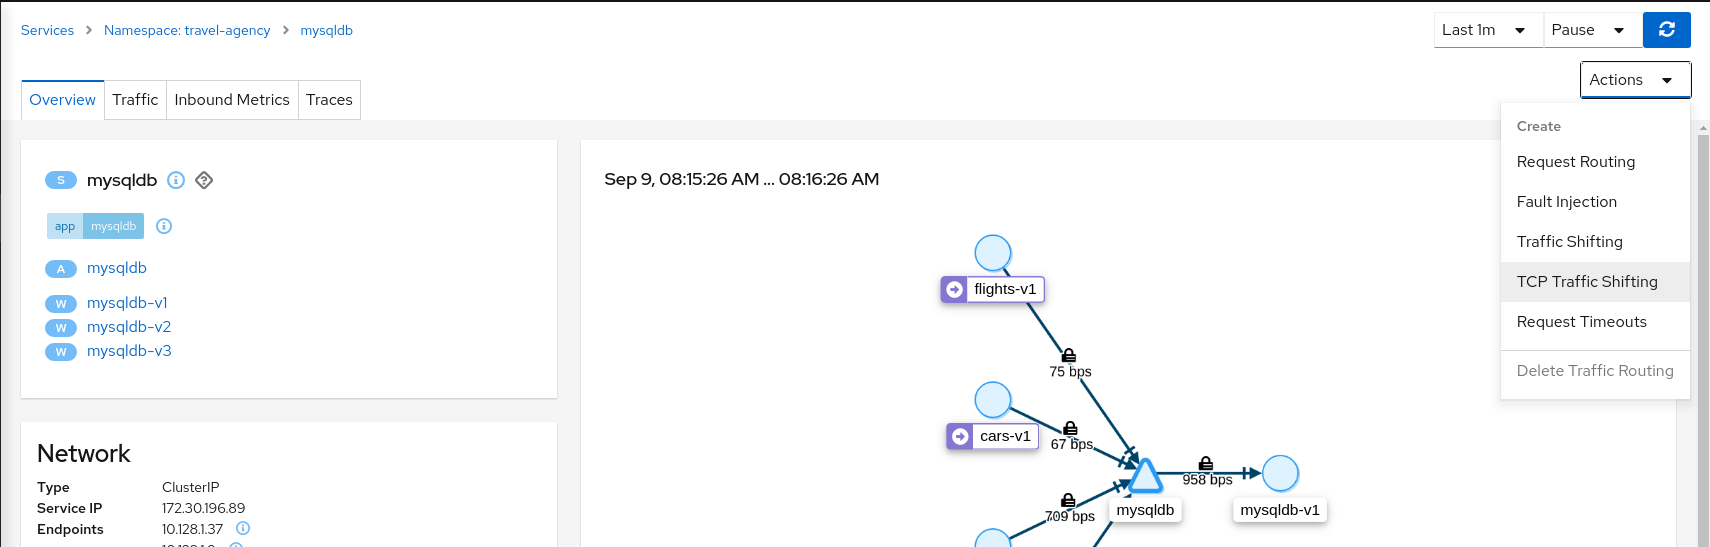 Services > Namespace: travel-agency > mysqldb
Last 1m
Pause
Actions
Overview
Traffic
Inbound Metrics
Traces
Create
Request Routing
Fault Injection
Traffic Shifting
TCP Traffic Shifting
Request Timeouts
Delete Traffic Routing
S mysqldb
app mysqldb
A mysqldb
W mysqldb-v1
W mysqldb-v2
W mysqldb-v3
Network
Type ClusterIP
Service IP 172.30.196.89
Endpoints 10.128.1.37
Sep 9, 08:15:26 AM ... 08:16:26 AM
flights-v1
75 bps
cars-v1
67 bps
958 bps
709 bps
mysqldb
mysqldb-v1